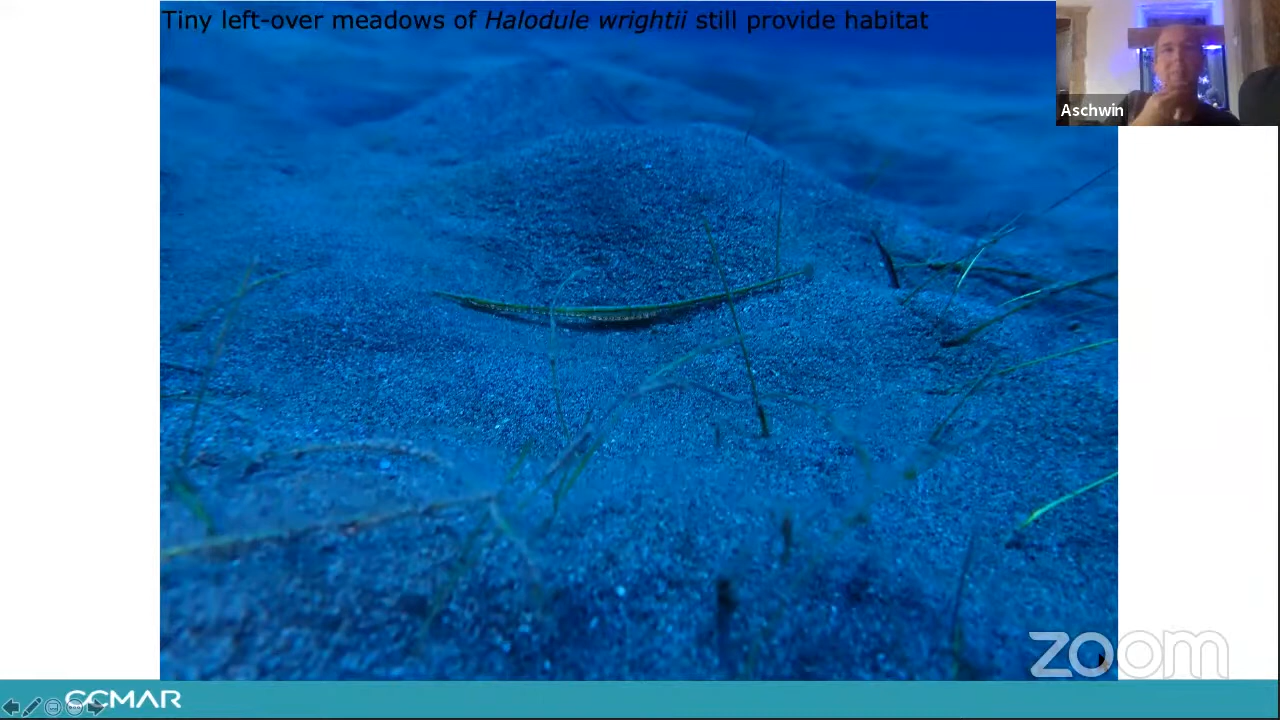 Tiny left-over meadows of Halodule wrightii still provide habitat
Aschwin
zoom
CCMAR